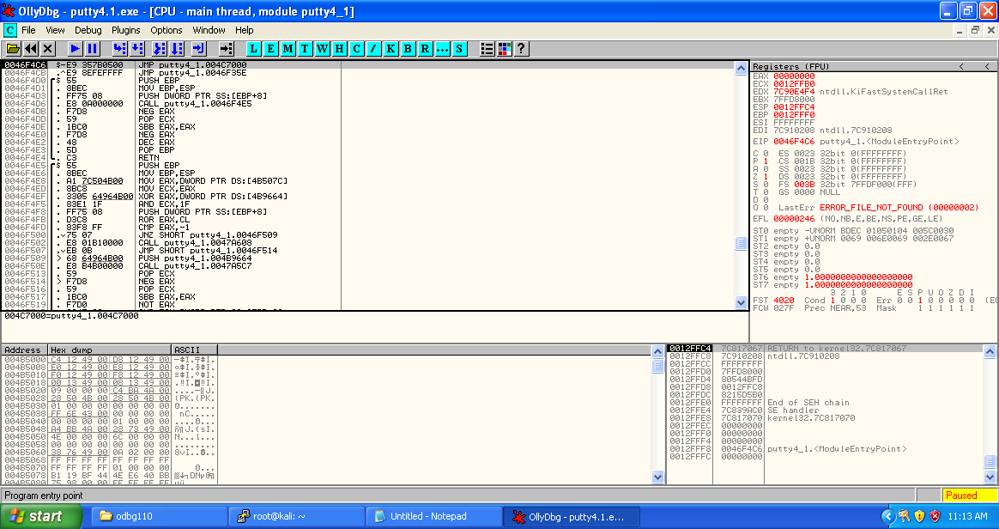 OllyDbg - putty4.1.exe - [CPU - main thread, module putty4_1]
C File View Debug Plugins Options Window Help
L E M T W H C / K B R ... S ?
0046F4C6 $-E9 357B0500 JMP putty4_1.004C7000
0046F4CB .^E9 8EFEFFFF JMP putty4_1.0046F35E
0046F4D0 $ 55 PUSH EBP
0046F4D1 . 8BEC MOV EBP,ESP
0046F4D3 . FF75 08 PUSH DWORD PTR SS:[EBP+8]
0046F4D6 . E8 0A000000 CALL putty4_1.0046F4E5
0046F4DB . F7D8 NEG EAX
0046F4DD . 59 POP ECX
0046F4DE . 1BC0 SBB EAX,EAX
0046F4E0 . F7D8 NEG EAX
0046F4E2 . 48 DEC EAX
0046F4E3 . 5D POP EBP
0046F4E4 . C3 RETN
0046F4E5 $ 55 PUSH EBP
0046F4E6 . 8BEC MOV EBP,ESP
0046F4E8 . A1 7C504B00 MOV EAX,DWORD PTR DS:[4B507C]
0046F4ED . 8BC8 MOV ECX,EAX
0046F4EF . 3305 64964B00 XOR EAX,DWORD PTR DS:[4B9664]
0046F4F5 . 83E1 1F AND ECX,1F
0046F4F8 . FF75 08 PUSH DWORD PTR SS:[EBP+8]
0046F4FB . D3C8 ROR EAX,CL
0046F4FD . 83F8 FF CMP EAX,-1
0046F500 .v75 07 JNZ SHORT putty4_1.0046F509
0046F502 . E8 01B10000 CALL putty4_1.0047A608
0046F507 .vEB 0B JMP SHORT putty4_1.0046F514
0046F509 > 68 64964B00 PUSH putty4_1.004B9664
0046F50E . E8 B4B00000 CALL putty4_1.0047A5C7
0046F513 . 59 POP ECX
0046F514 > F7D8 NEG EAX
0046F516 . 59 POP ECX
0046F517 . 1BC0 SBB EAX,EAX
0046F519 . F7D0 NOT EAX
004C7000=putty4_1.004C7000
Registers (FPU) < <
EAX 00000000
ECX 0012FFB0
EDX 7C90E4F4 ntdll.KiFastSystemCallRet
EBX 7FFD8000
ESP 0012FFC4
EBP 0012FFF0
ESI FFFFFFFF
EDI 7C910208 ntdll.7C910208
EIP 0046F4C6 putty4_1.<ModuleEntryPoint>
C 0 ES 0023 32bit 0(FFFFFFFF)
P 1 CS 001B 32bit 0(FFFFFFFF)
A 0 SS 0023 32bit 0(FFFFFFFF)
Z 1 DS 0023 32bit 0(FFFFFFFF)
S 0 FS 003B 32bit 7FFDF000(FFF)
T 0 GS 0000 NULL
D 0
O 0 LastErr ERROR_FILE_NOT_FOUND (00000002)
EFL 00000246 (NO,NB,E,BE,NS,PE,GE,LE)
ST0 empty -UNORM BDEC 01050104 005C0030
ST1 empty +UNORM 0069 006E0069 002E0067
ST2 empty 0.0
ST3 empty 0.0
ST4 empty 0.0
ST5 empty 0.0
ST6 empty 1.0000000000000000000
ST7 empty 1.0000000000000000000
3 2 1 0 E S P U O Z D I
FST 4020 Cond 1 0 0 0 Err 0 0 1 0 0 0 0 0 (EQ
FCW 027F Prec NEAR,53 Mask 1 1 1 1 1 1
Address Hex dump ASCII
004B5000 C4 12 49 00 D8 12 49 00
004B5008 E0 12 49 00 E8 12 49 00
004B5010 F0 12 49 00 F8 12 49 00
004B5018 00 13 49 00 08 13 49 00
004B5020 09 00 00 00 C4 BA 4A 00
004B5028 28 50 4B 00 28 50 4B 00 (PK.(PK.
004B5030 01 00 00 00 00 00 00 00
004B5038 FF 6E 43 00 00 00 00 00 nC.....
004B5040 00 00 00 00 01 00 00 00
004B5048 A4 BB 4A 00 28 73 49 00
004B5050 4E 00 00 00 6C 00 00 00 N...l...
004B5058 00 00 00 00 00 00 00 00 ........
004B5060 38 76 49 00 0A 02 00 00
004B5068 FF FF FF FF FF FF FF FF
004B5070 FF FF FF FF 01 00 00 00
004B5078 B1 19 BF 44 4E E6 40 BB
0012FFC4 7C817067 RETURN to kernel32.7C817067
0012FFC8 7C910208 ntdll.7C910208
0012FFCC FFFFFFFF
0012FFD0 7FFD8000
0012FFD4 80544BFD
0012FFD8 0012FFC8
0012FFDC 8215D5B0
0012FFE0 FFFFFFFF End of SEH chain
0012FFE4 7C839AC0 SE handler
0012FFE8 7C817070 kernel32.7C817070
0012FFEC 00000000
0012FFF0 00000000
0012FFF4 00000000
0012FFF8 0046F4C6 putty4_1.<ModuleEntryPoint>
0012FFFC 00000000
Program entry point Paused
start odbg110 root@kali: ~ Untitled - Notepad OllyDbg - putty4.1.e... 11:13 AM